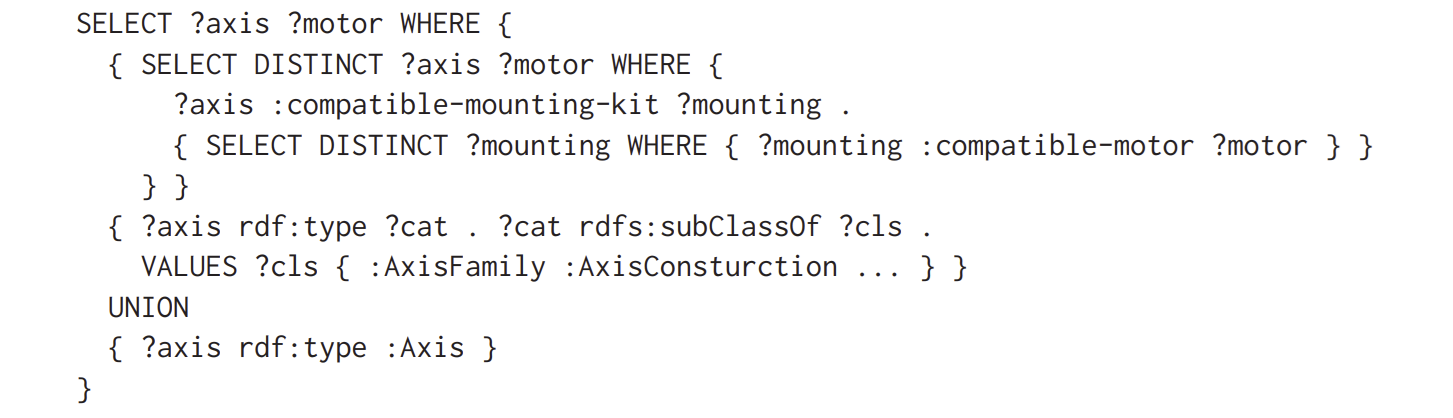 SELECT ?axis ?motor WHERE {
{ SELECT DISTINCT ?axis ?motor WHERE {
?axis :compatible-mounting-kit ?mounting .
{ SELECT DISTINCT ?mounting WHERE { ?mounting :compatible-motor ?motor } }
} }
{ ?axis rdf:type ?cat . ?cat rdfs:subClassOf ?cls .
VALUES ?cls { :AxisFamily :AxisConsturction ... } }
UNION
{ ?axis rdf:type :Axis }
}